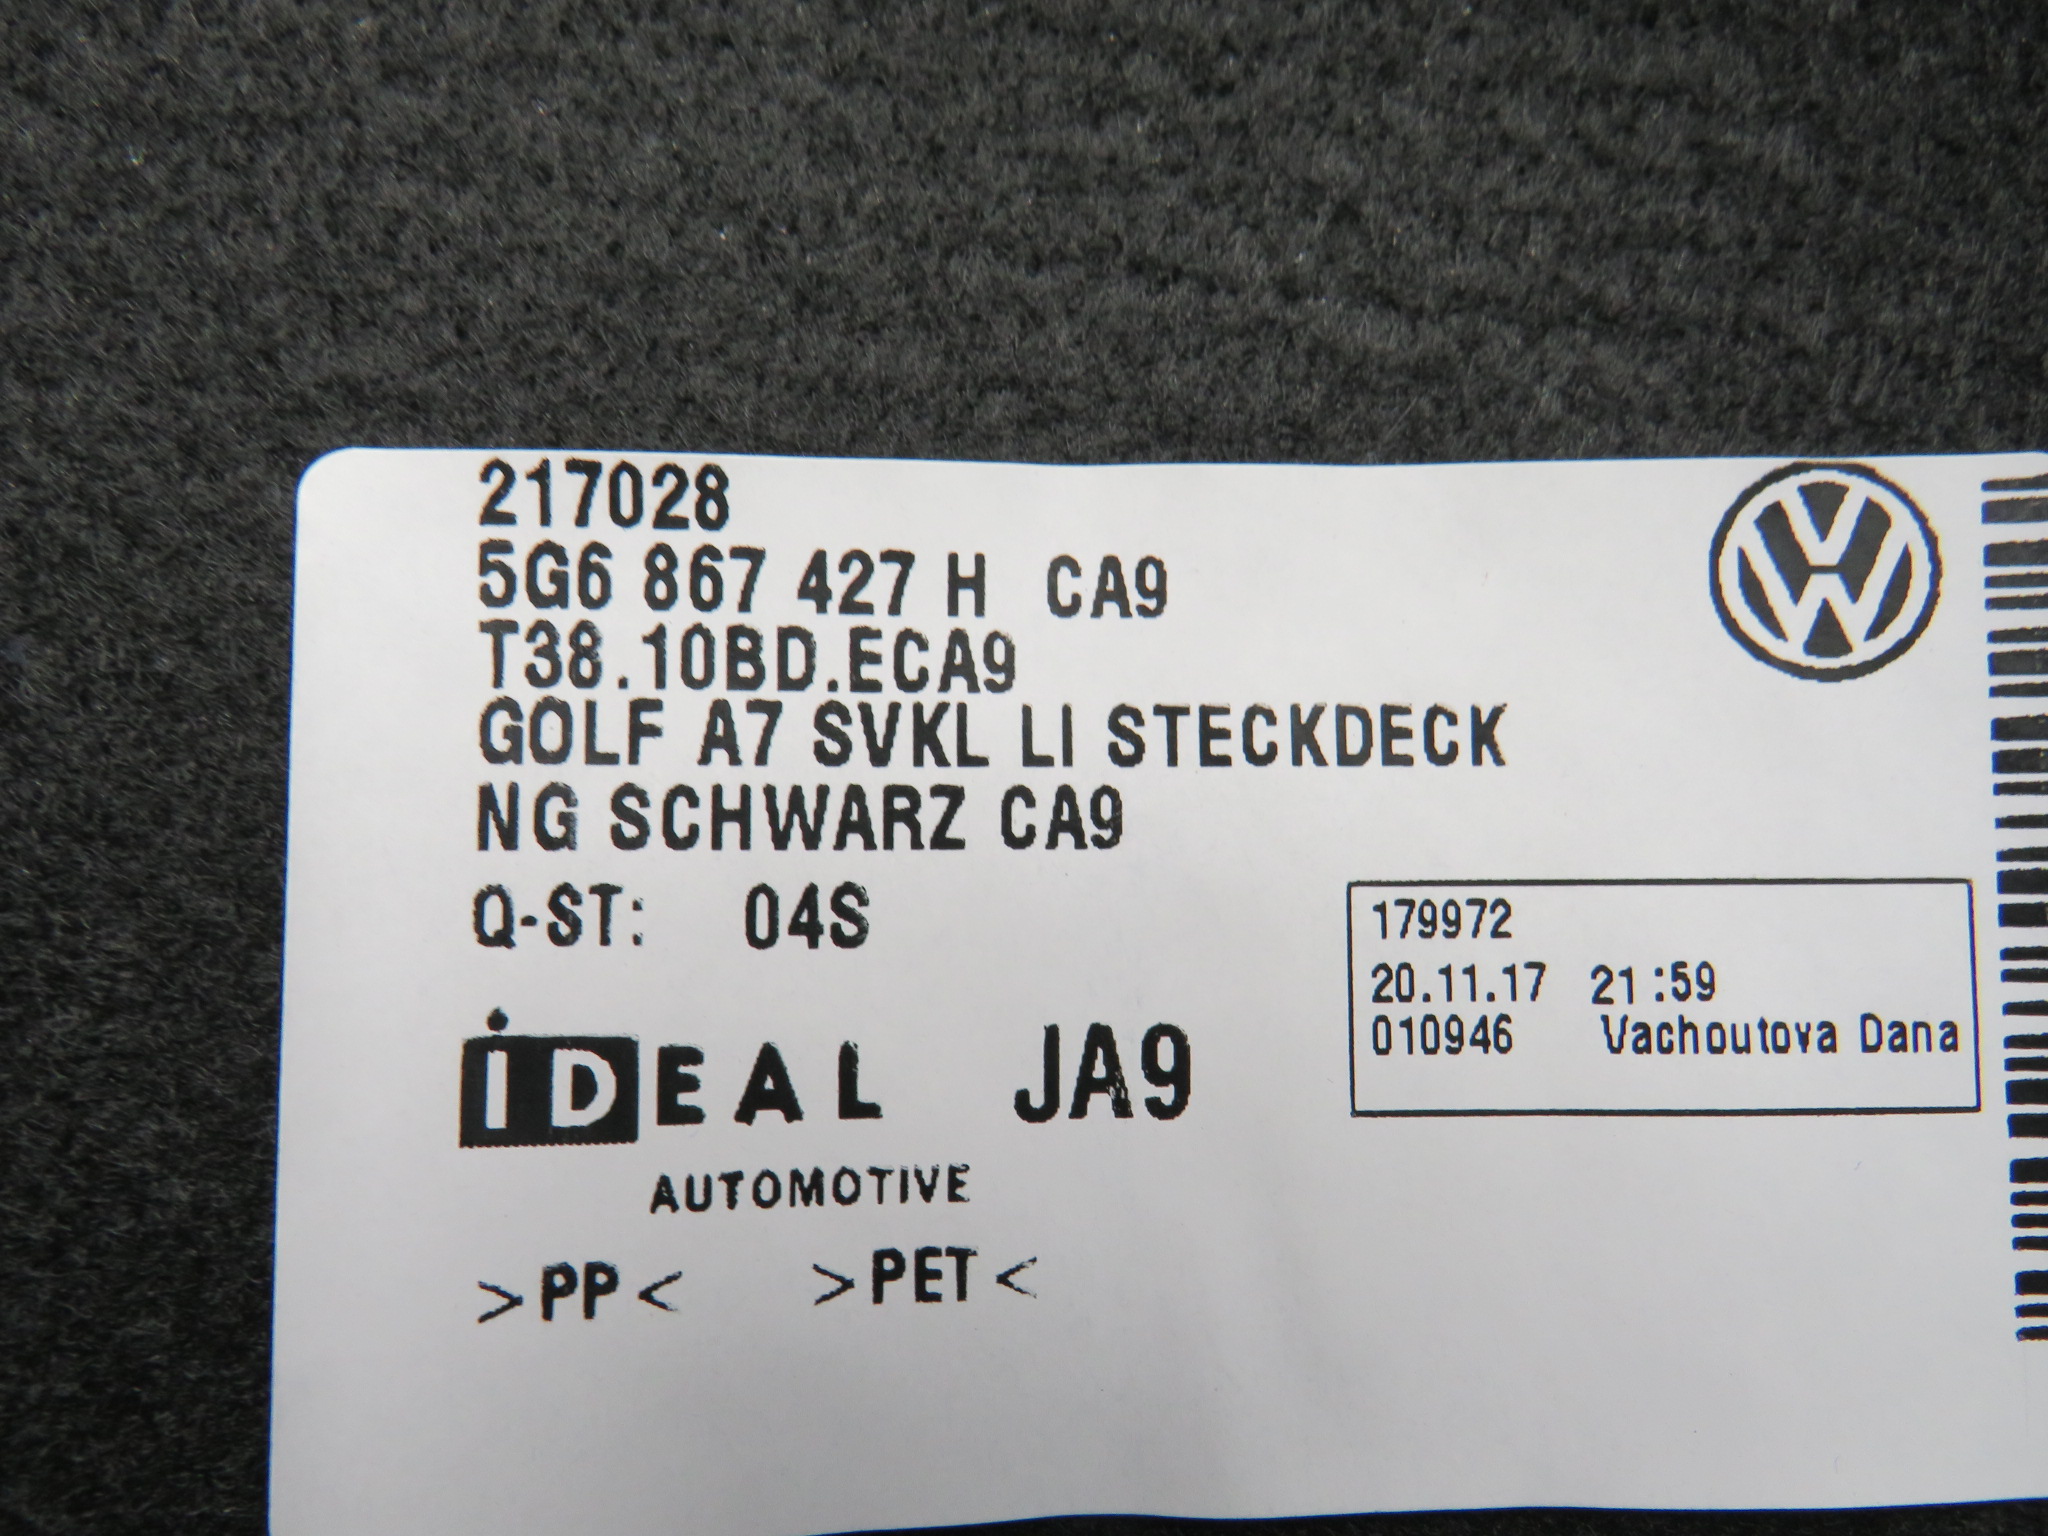 217028
5G6 867 427 H CA9
T38.10BD.ECA9
GOLF A7 SVKL LI STECKDECK
NG SCHWARZ CA9
Q-ST: 04S
179972
20.11.17 21:59
010946 Vachoutova Dana
iDEAL JA9
AUTOMOTIVE
>PP< >PET<